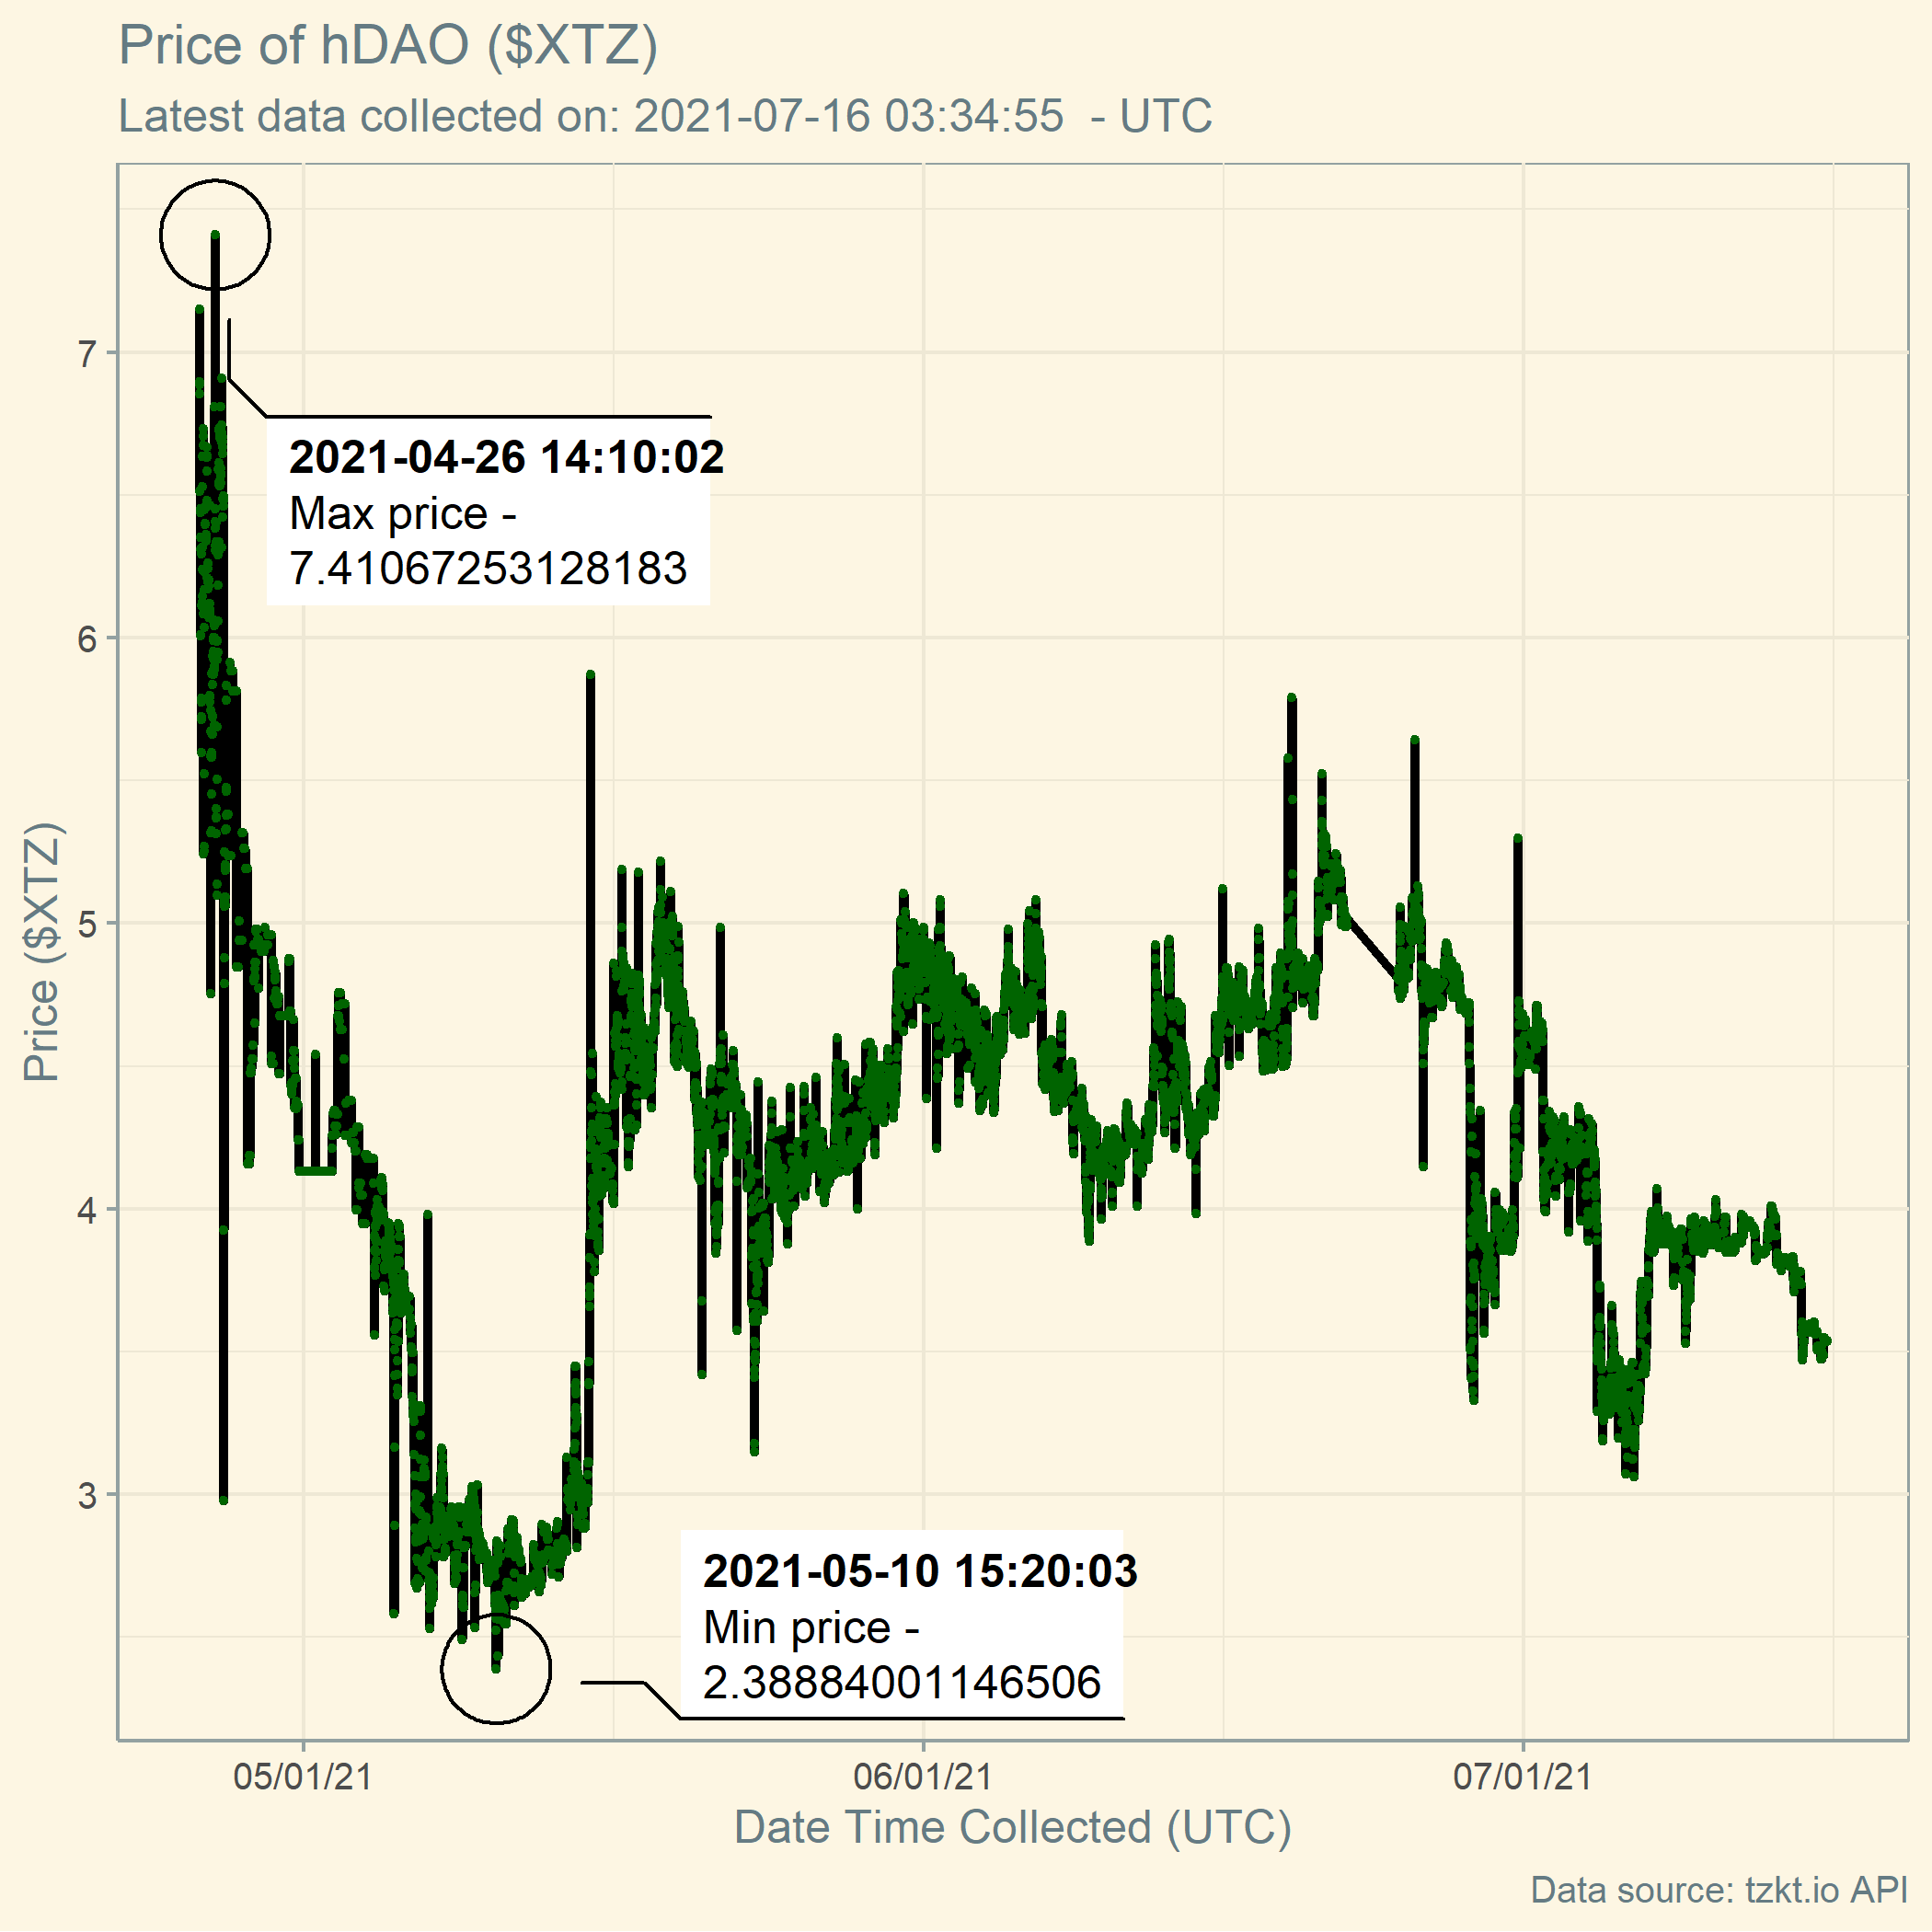 Price of hDAO ($XTZ)
Latest data collected on: 2021-07-16 03:34:55  - UTC
Price ($XTZ)
7
6
5
4
3
2021-04-26 14:10:02
Max price -
7.41067253128183
2021-05-10 15:20:03
Min price -
2.38884001146506
05/01/21
06/01/21
07/01/21
Date Time Collected (UTC)
Data source: tzkt.io API